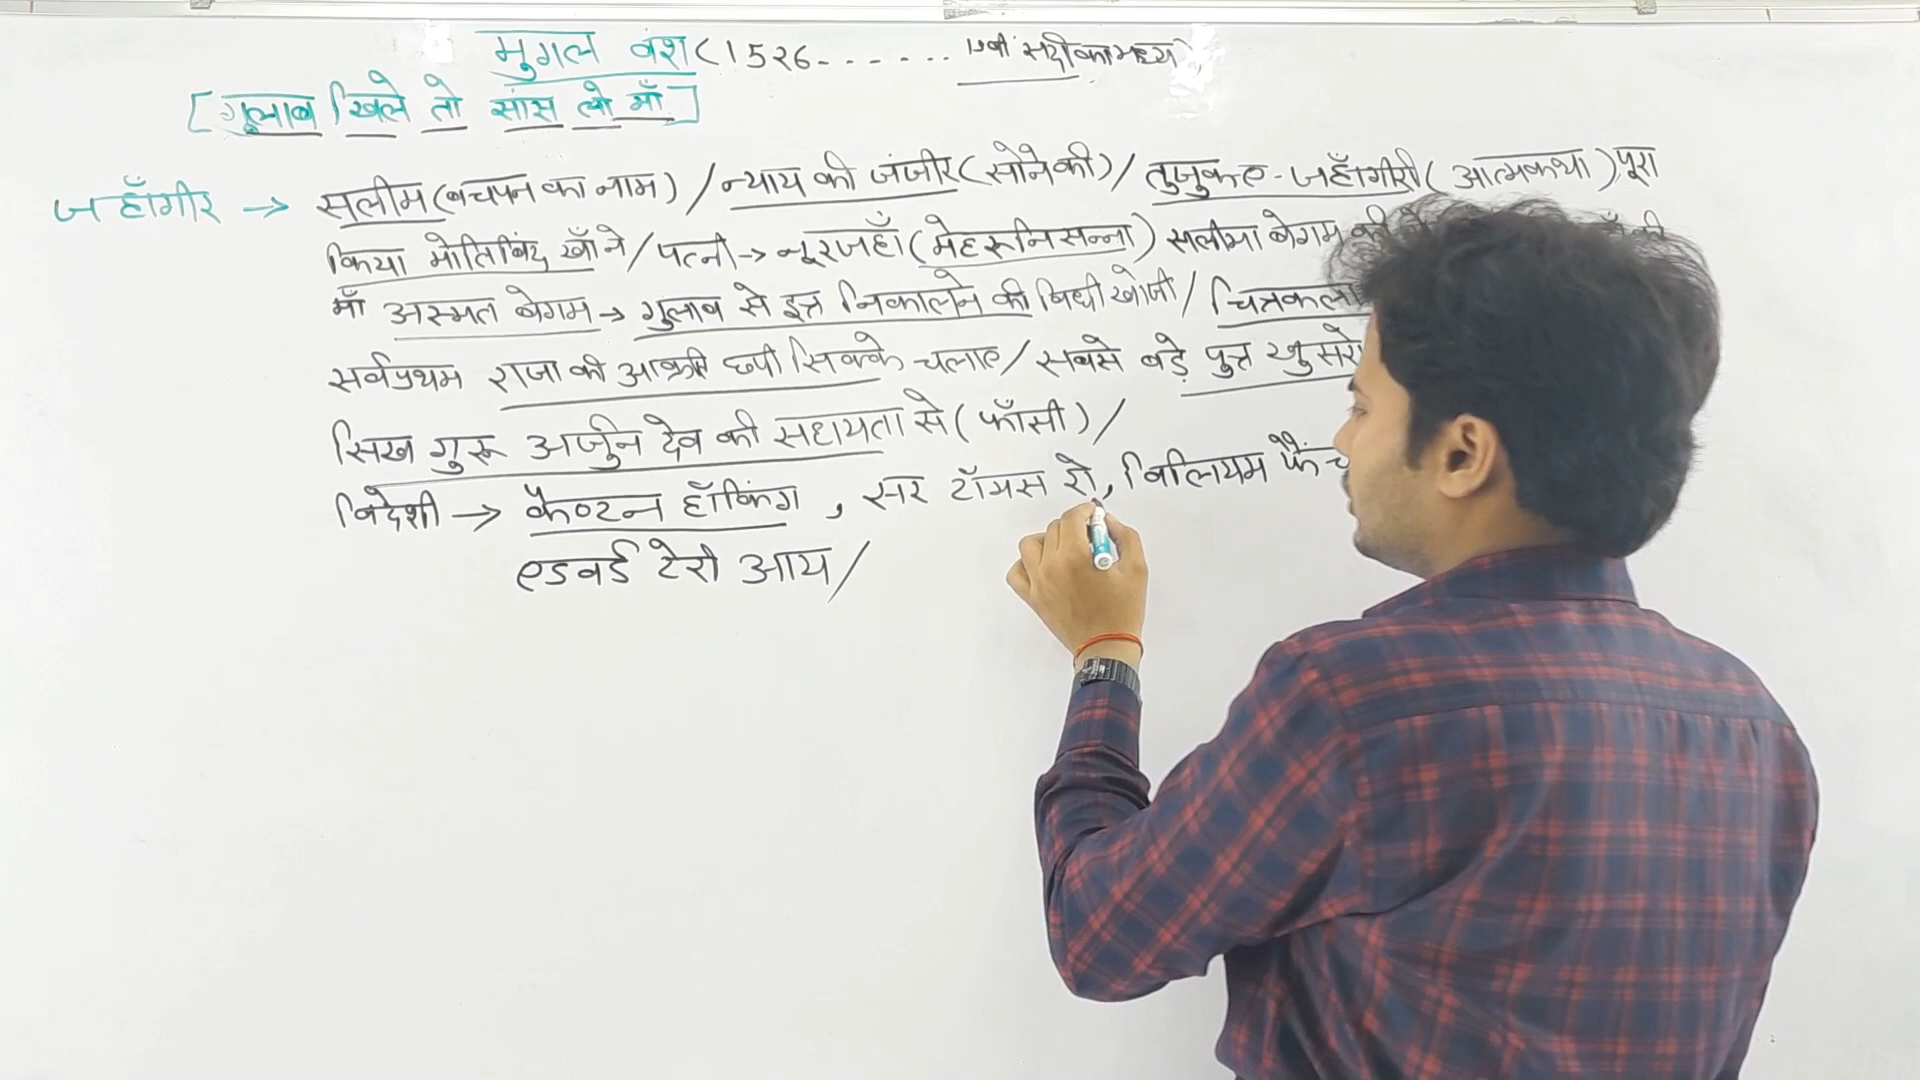 मुगल वंश (1526....... 19वीं सदी का मध्य)
[गुलाब खिले तो सांस लो माँ]
जहाँगीर → सलीम (बचपन का नाम) / न्याय की जंजीर (सोने की) / तुजुकए-जहाँगीरी (आत्मकथा) पूरा
किया मोतिबिंद खाँ ने / पत्नी → नूरजहाँ (मेहरूनिसन्ना) सलीमा बेगम की
माँ अस्मत बेगम → गुलाब से इत्र निकालने की विधी खोजी / चित्रकला
सर्वप्रथम राजा की आकृति छपी सिक्के चलाए / सबसे बड़े पुत्र खुसरो
सिख गुरू अर्जुन देव की सहायता से (फाँसी) /
विदेशी → कैप्टन हॉकिंग, सर टॉमस रो, विलियम
एडवर्ड टेरी आय /